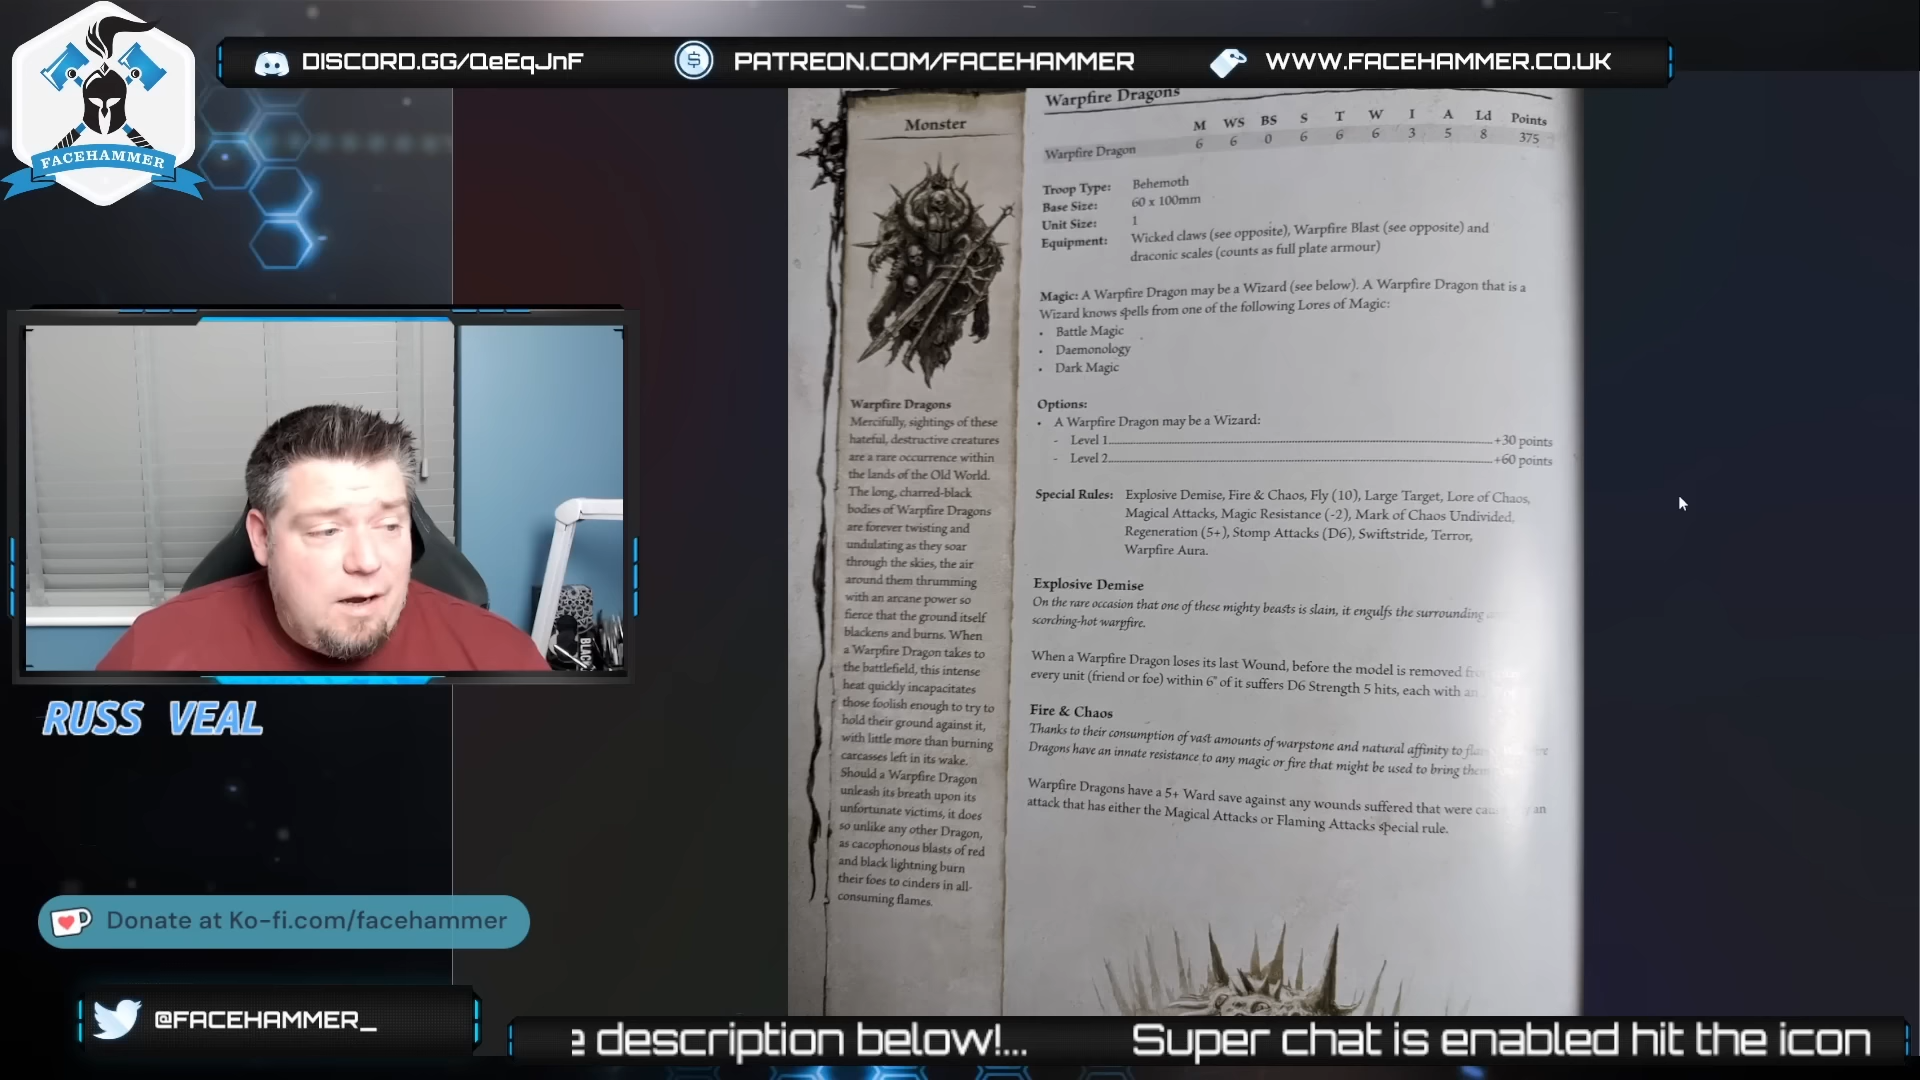 DISCORD.GG/QeEqJnF
PATREON.COM/FACEHAMMER
WWW.FACEHAMMER.CO.UK
FACEHAMMER
Monster
Warpfire Dragons
Mercifully, sightings of these
hateful, destructive creatures
are a rare occurrence within
the lands of the Old World.
The long, charred-black
bodies of Warpfire Dragons
are forever twisting and
undulating as they soar
through the skies, the air
around them thrumming
with an arcane power so
fierce that the ground itself
blackens and burns. When
a Warpfire Dragon takes to
the battlefield, this intense
heat quickly incapacitates
those foolish enough to try to
hold their ground against it,
with little more than burning
carcasses left in its wake.
Should a Warpfire Dragon
unleash its breath upon its
unfortunate victims, it does
so unlike any other Dragon,
as cacophonous blasts of red
and black lightning burn
their foes to cinders in all-
consuming flames.
Warpfire Dragons
M WS BS S T W I A Ld Points
Warpfire Dragon 6 6 0 6 6 6 3 5 8 375
Troop Type: Behemoth
Base Size: 60 x 100mm
Unit Size: 1
Equipment: Wicked claws (see opposite), Warpfire Blast (see opposite) and
draconic scales (counts as full plate armour)
Magic: A Warpfire Dragon may be a Wizard (see below). A Warpfire Dragon that is a
Wizard knows spells from one of the following Lores of Magic:
• Battle Magic
• Daemonology
• Dark Magic
Options:
• A Warpfire Dragon may be a Wizard:
- Level 1 +30 points
- Level 2 +60 points
Special Rules: Explosive Demise, Fire & Chaos, Fly (10), Large Target, Lore of Chaos,
Magical Attacks, Magic Resistance (-2), Mark of Chaos Undivided,
Regeneration (5+), Stomp Attacks (D6), Swiftstride, Terror,
Warpfire Aura.
Explosive Demise
On the rare occasion that one of these mighty beasts is slain, it engulfs the surrounding
scorching-hot warpfire.
When a Warpfire Dragon loses its last Wound, before the model is removed
every unit (friend or foe) within 6" of it suffers D6 Strength 5 hits, each with an
Fire & Chaos
Thanks to their consumption of vast amounts of warpstone and natural affinity to
Dragons have an innate resistance to any magic or fire that might be used to bring them
Warpfire Dragons have a 5+ Ward save against any wounds suffered that were an
attack that has either the Magical Attacks or Flaming Attacks special rule.
RUSS VEAL
Donate at Ko-fi.com/facehammer
@FACEHAMMER_
description below!...
Super chat is enabled hit the icon